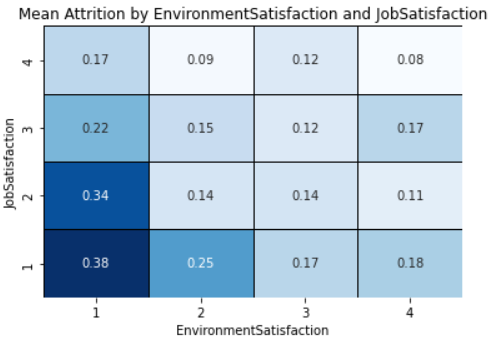 Mean Attrition by EnvironmentSatisfaction and JobSatisfaction
JobSatisfaction
4 0.17 0.09 0.12 0.08
3 0.22 0.15 0.12 0.17
2 0.34 0.14 0.14 0.11
1 0.38 0.25 0.17 0.18
1 2 3 4
EnvironmentSatisfaction